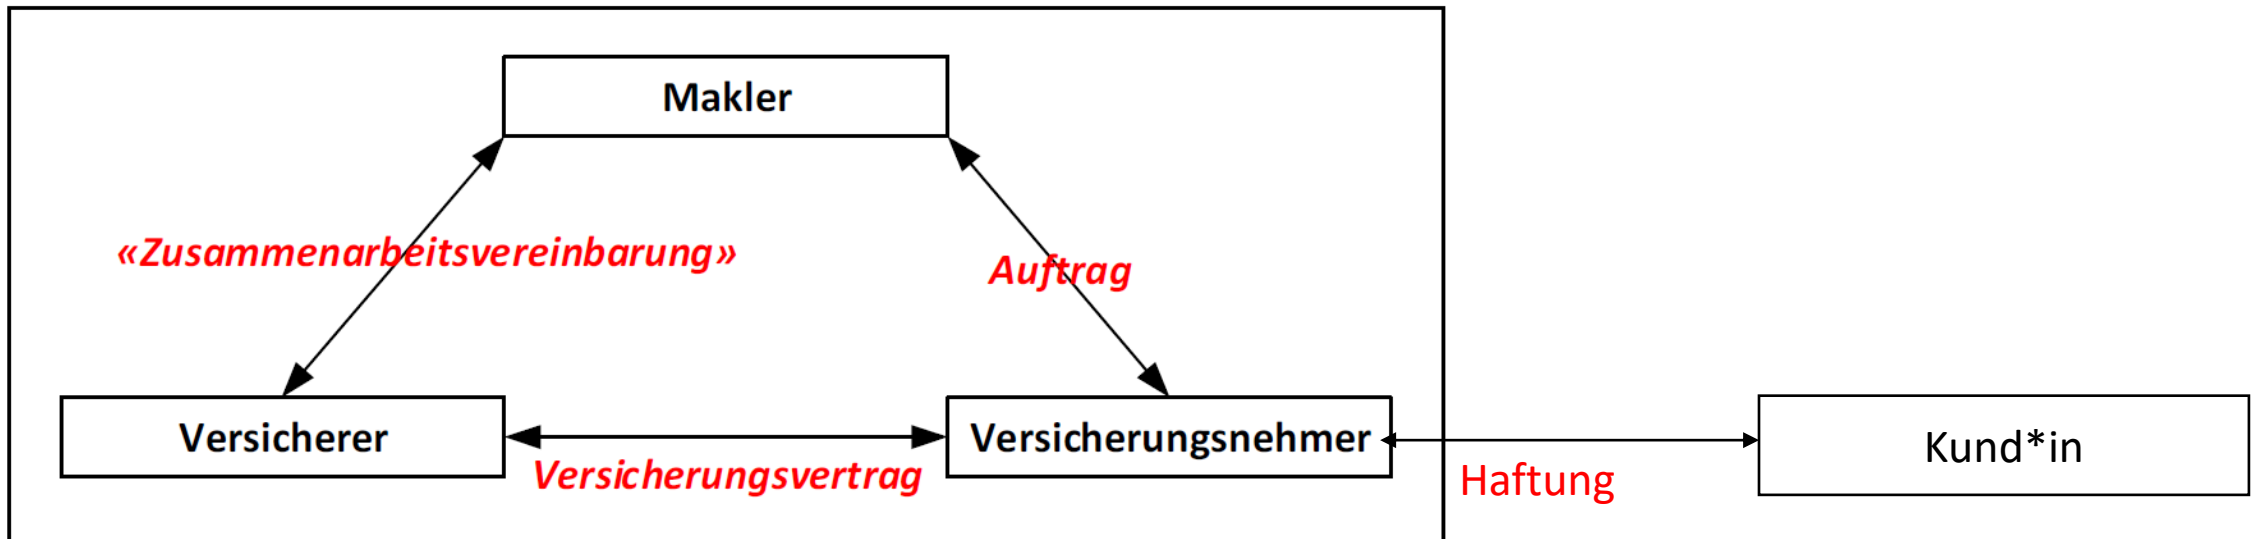 Makler
«Zusammenarbeitsvereinbarung»
Auftrag
Versicherer
Versicherungsnehmer
Kund*in
Versicherungsvertrag
Haftung